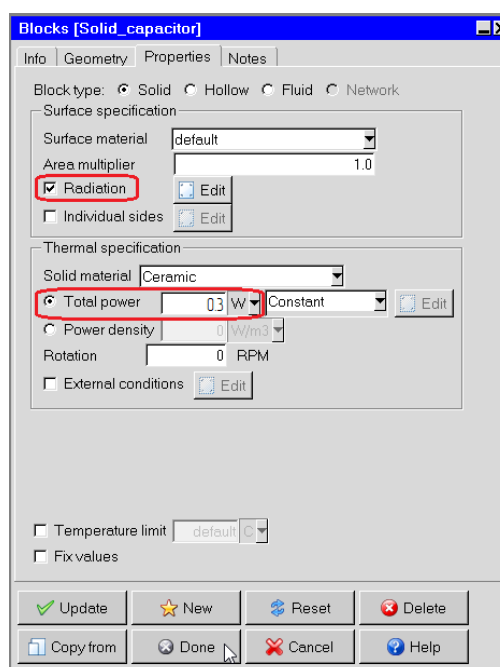 Blocks [Solid_capacitor]
Info Geometry Properties Notes
Block type: Solid Hollow Fluid Network
Surface specification
Surface material default
Area multiplier 1.0
Radiation Edit
Individual sides Edit
Thermal specification
Solid material Ceramic
Total power 0.3 W Constant Edit
Power density 0 W/m3
Rotation 0 RPM
External conditions Edit
Temperature limit default C
Fix values
Update New Reset Delete
Copy from Done Cancel Help